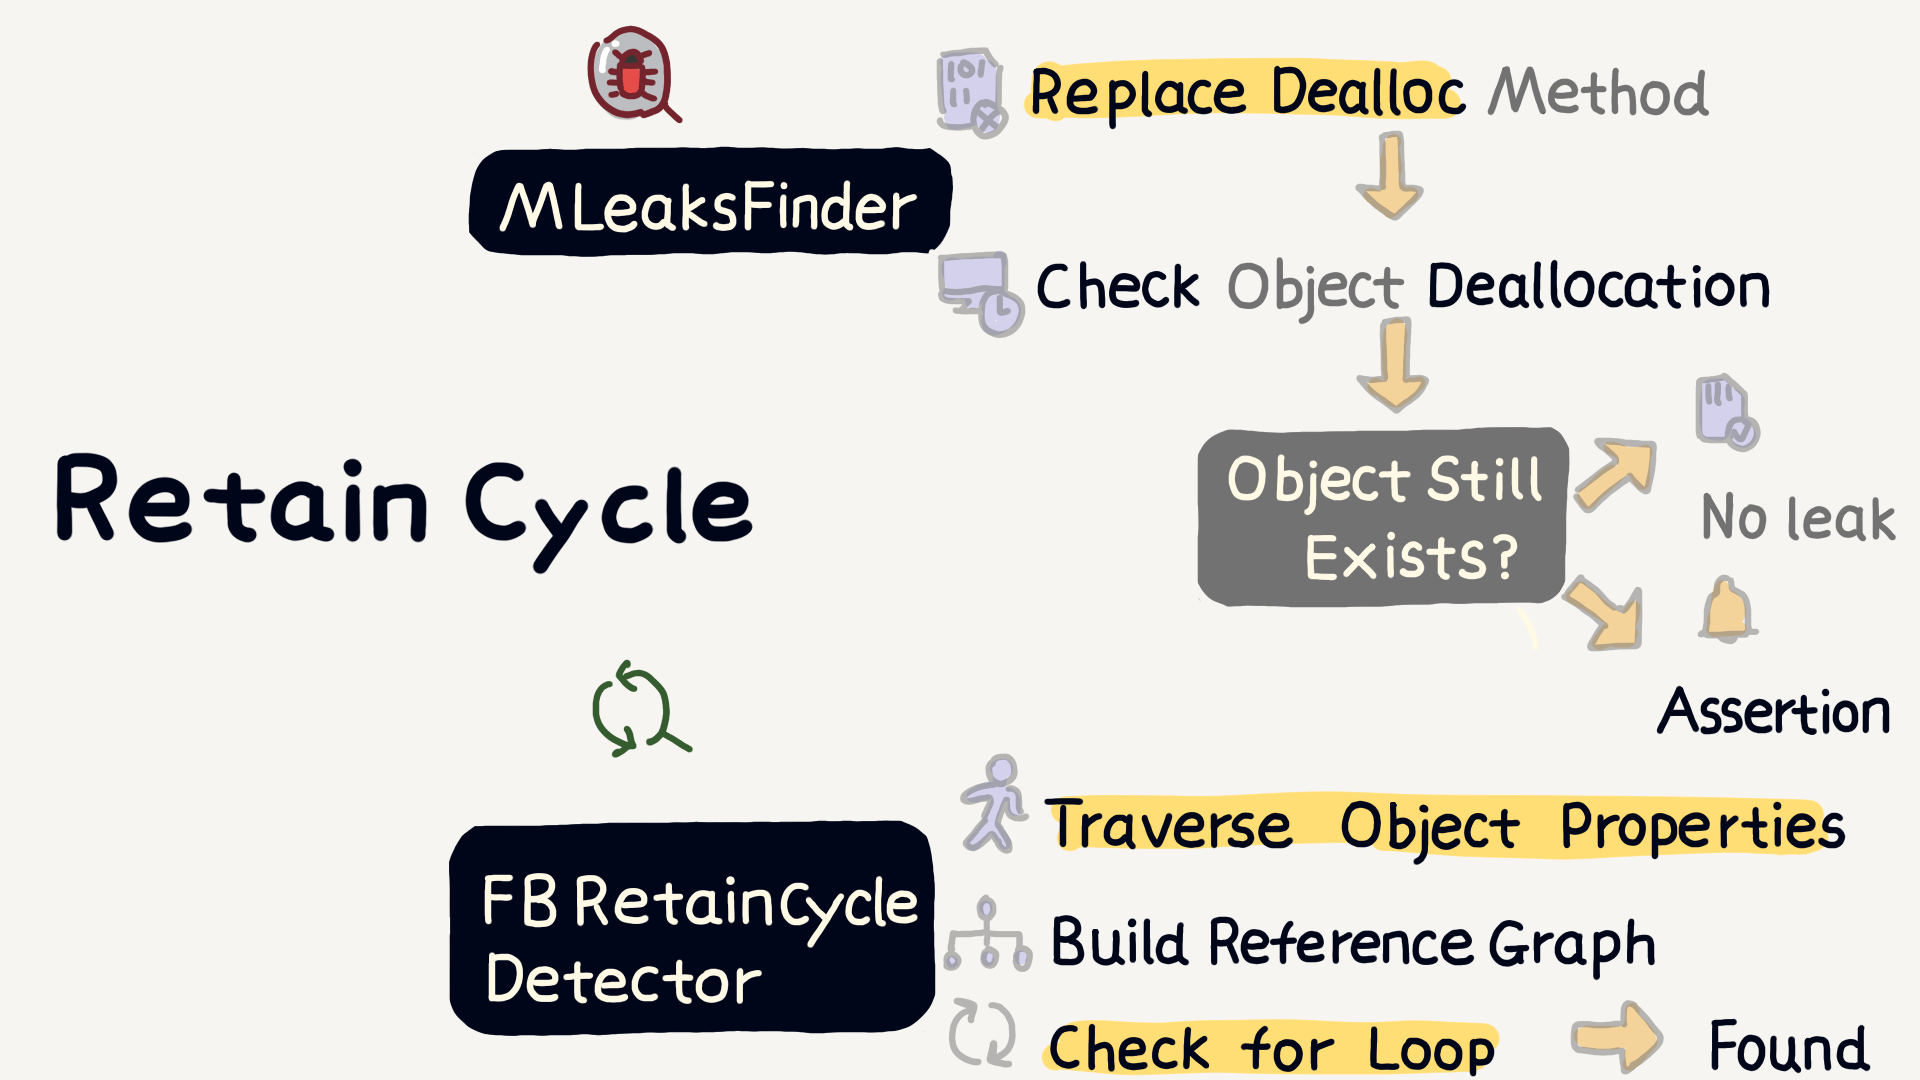 Retain Cycle
MLeaksFinder
Replace Dealloc Method
Check Object Deallocation
Object Still
Exists?
No leak
Assertion
FB RetainCycle
Detector
Traverse Object Properties
Build Reference Graph
Check for Loop
Found